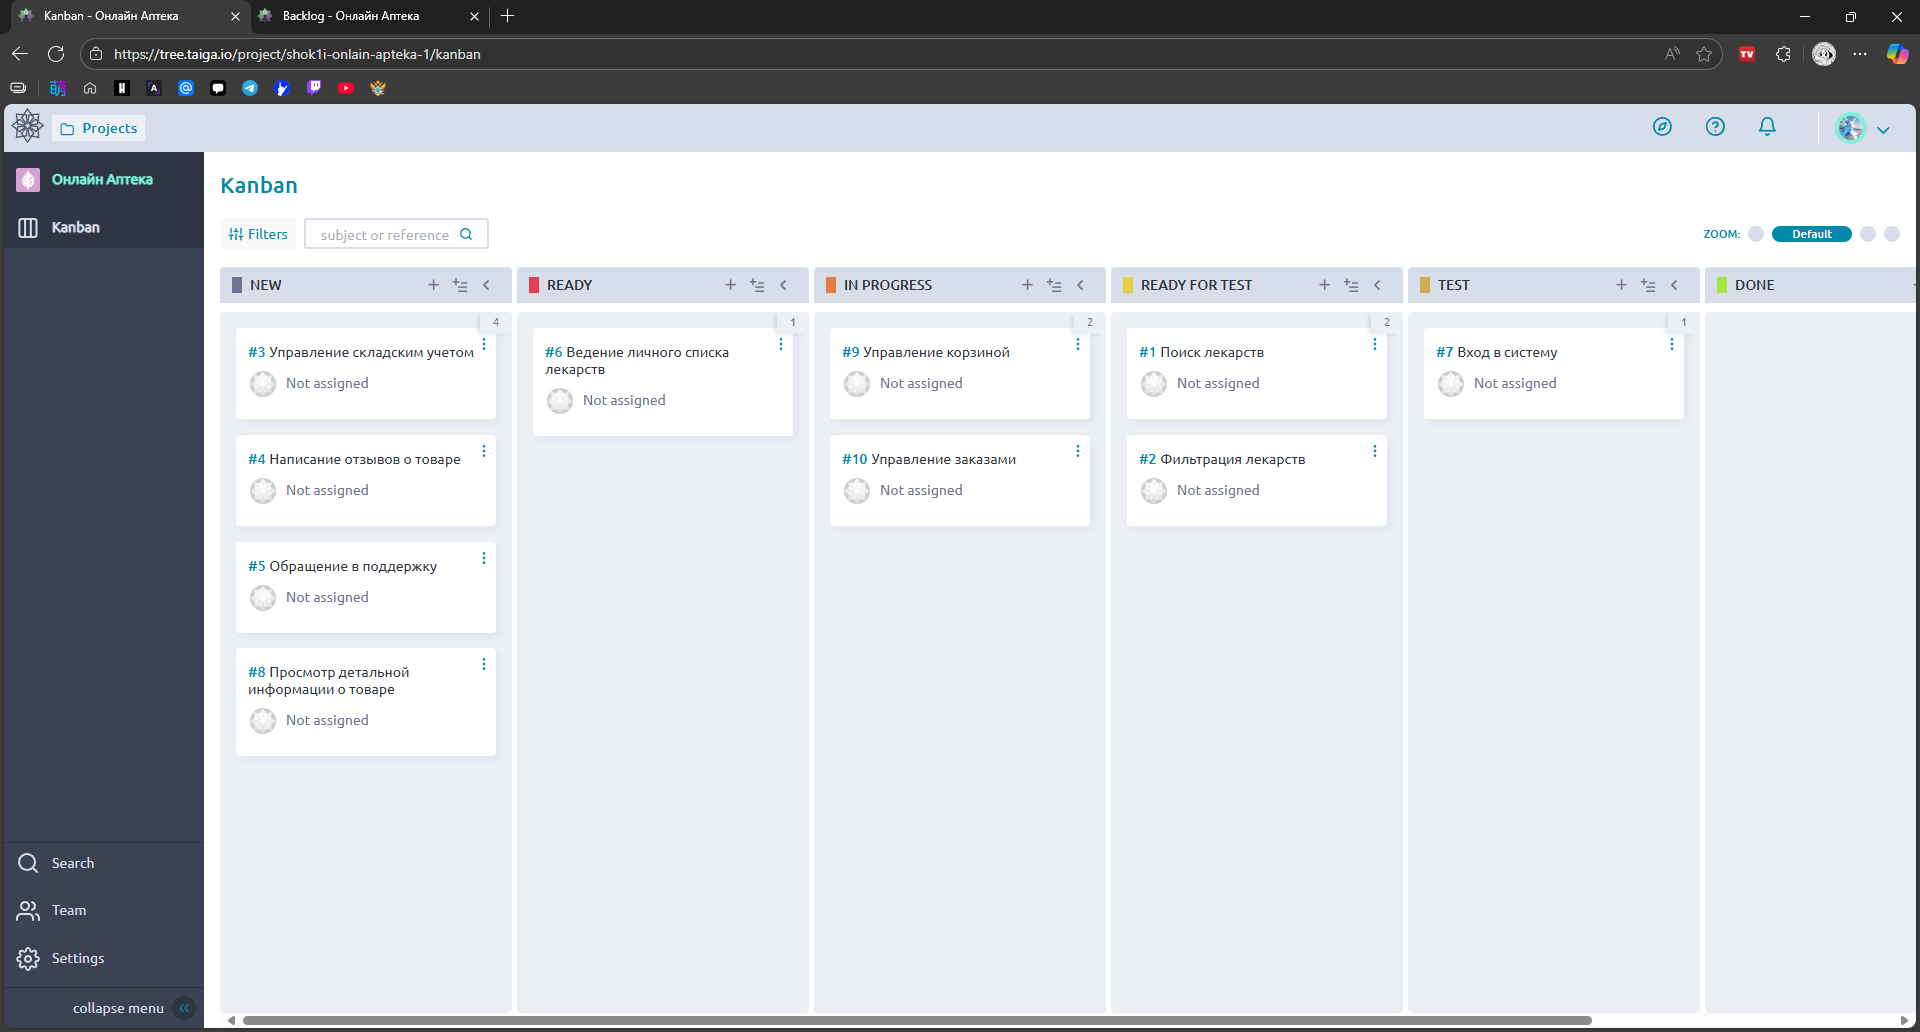 Kanban - Онлайн Аптека
Backlog - Онлайн Аптека
https://tree.taiga.io/project/shok1i-onlain-apteka-1/kanban
Projects
Онлайн Аптека
Kanban
Kanban
Filters
subject or reference
ZOOM:
Default
NEW
READY
IN PROGRESS
READY FOR TEST
TEST
DONE
4
#3 Управление складским учетом
Not assigned
#4 Написание отзывов о товаре
Not assigned
#5 Обращение в поддержку
Not assigned
#8 Просмотр детальной
информации о товаре
Not assigned
1
#6 Ведение личного списка
лекарств
Not assigned
2
#9 Управление корзиной
Not assigned
#10 Управление заказами
Not assigned
2
#1 Поиск лекарств
Not assigned
#2 Фильтрация лекарств
Not assigned
1
#7 Вход в систему
Not assigned
Search
Team
Settings
collapse menu